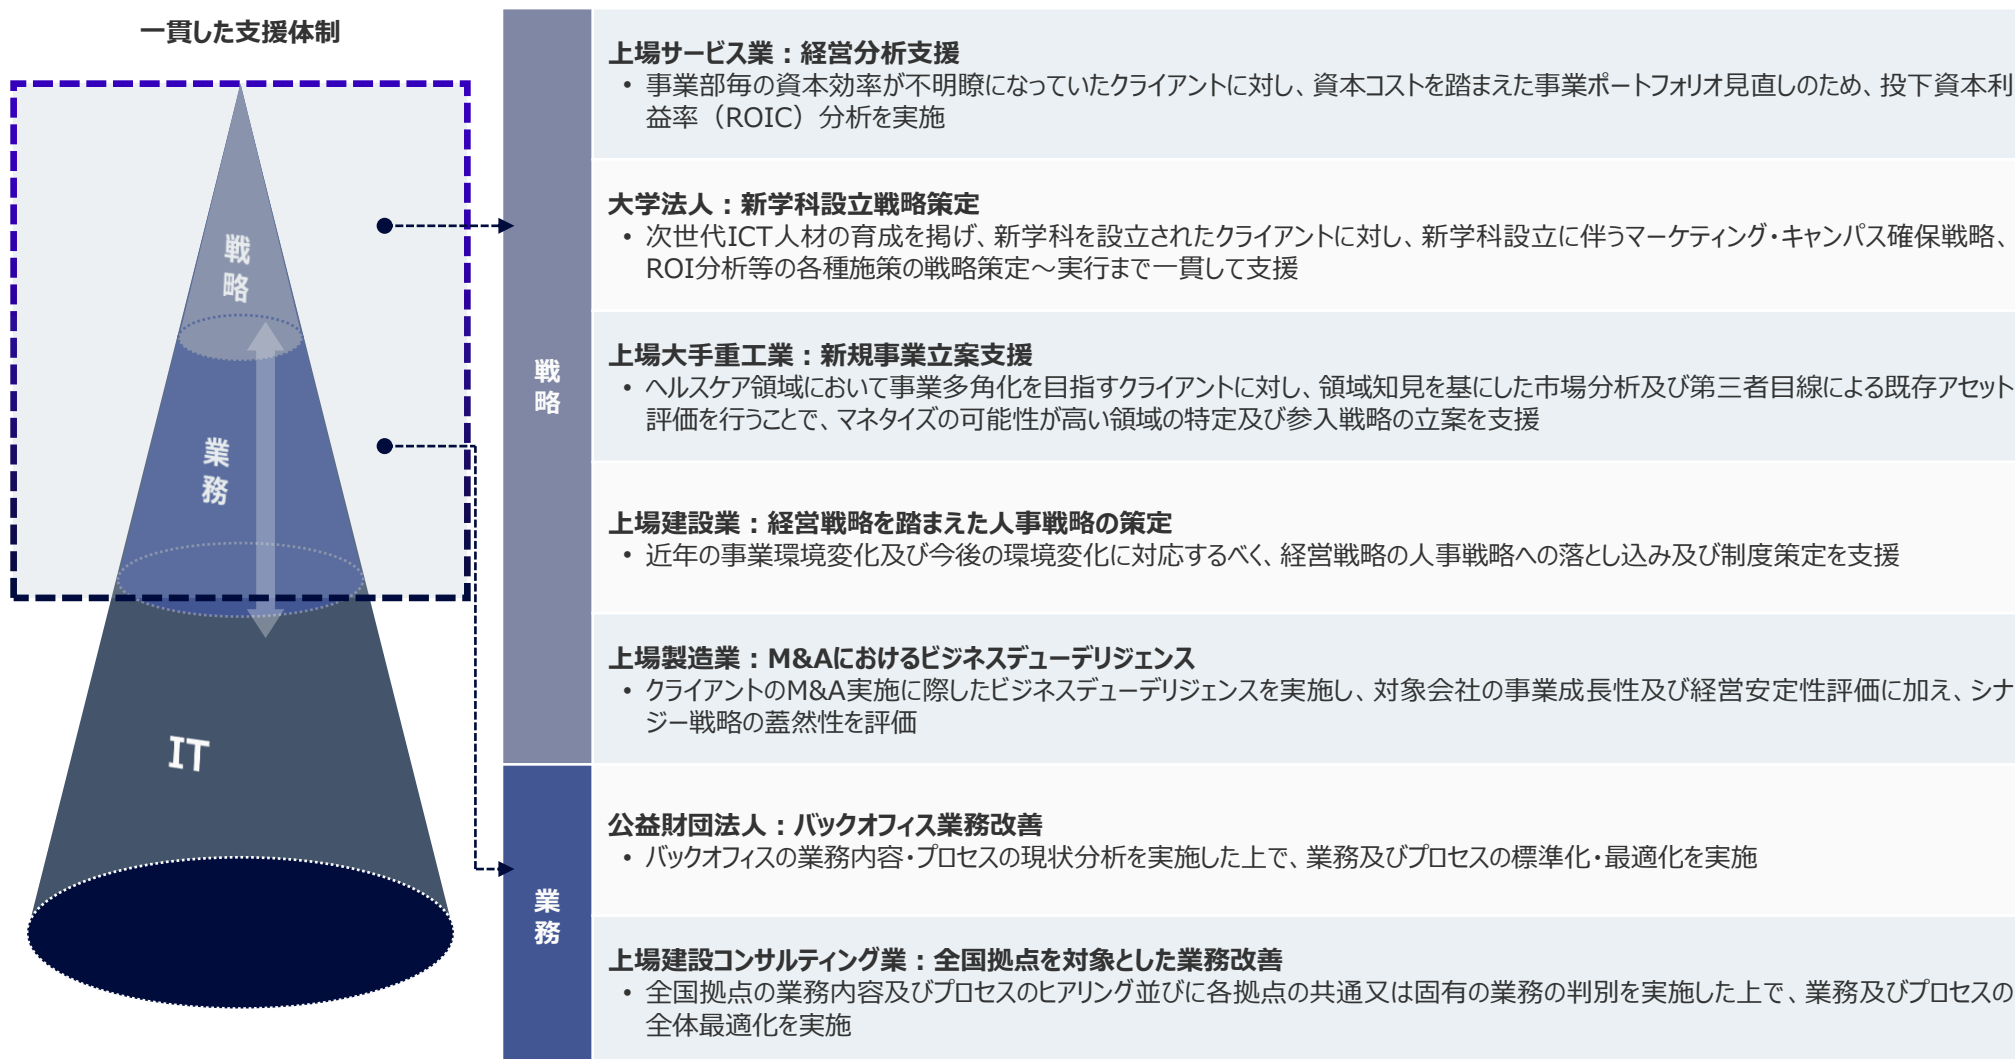 一貫した支援体制
戦略
業務
IT
戦略
上場サービス業：経営分析支援
• 事業部毎の資本効率が不明瞭になっていたクライアントに対し、資本コストを踏まえた事業ポートフォリオ見直しのため、投下資本利
益率（ROIC）分析を実施
大学法人：新学科設立戦略策定
• 次世代ICT人材の育成を掲げ、新学科を設立されたクライアントに対し、新学科設立に伴うマーケティング・キャンパス確保戦略、
ROI分析等の各種施策の戦略策定～実行まで一貫して支援
上場大手重工業：新規事業立案支援
• ヘルスケア領域において事業多角化を目指すクライアントに対し、領域知見を基にした市場分析及び第三者目線による既存アセット
評価を行うことで、マネタイズの可能性が高い領域の特定及び参入戦略の立案を支援
上場建設業：経営戦略を踏まえた人事戦略の策定
• 近年の事業環境変化及び今後の環境変化に対応するべく、経営戦略の人事戦略への落とし込み及び制度策定を支援
上場製造業：M&Aにおけるビジネスデューデリジェンス
• クライアントのM&A実施に際したビジネスデューデリジェンスを実施し、対象会社の事業成長性及び経営安定性評価に加え、シナ
ジー戦略の蓋然性を評価
業務
公益財団法人：バックオフィス業務改善
• バックオフィスの業務内容・プロセスの現状分析を実施した上で、業務及びプロセスの標準化・最適化を実施
上場建設コンサルティング業：全国拠点を対象とした業務改善
• 全国拠点の業務内容及びプロセスのヒアリング並びに各拠点の共通又は固有の業務の判別を実施した上で、業務及びプロセスの
全体最適化を実施